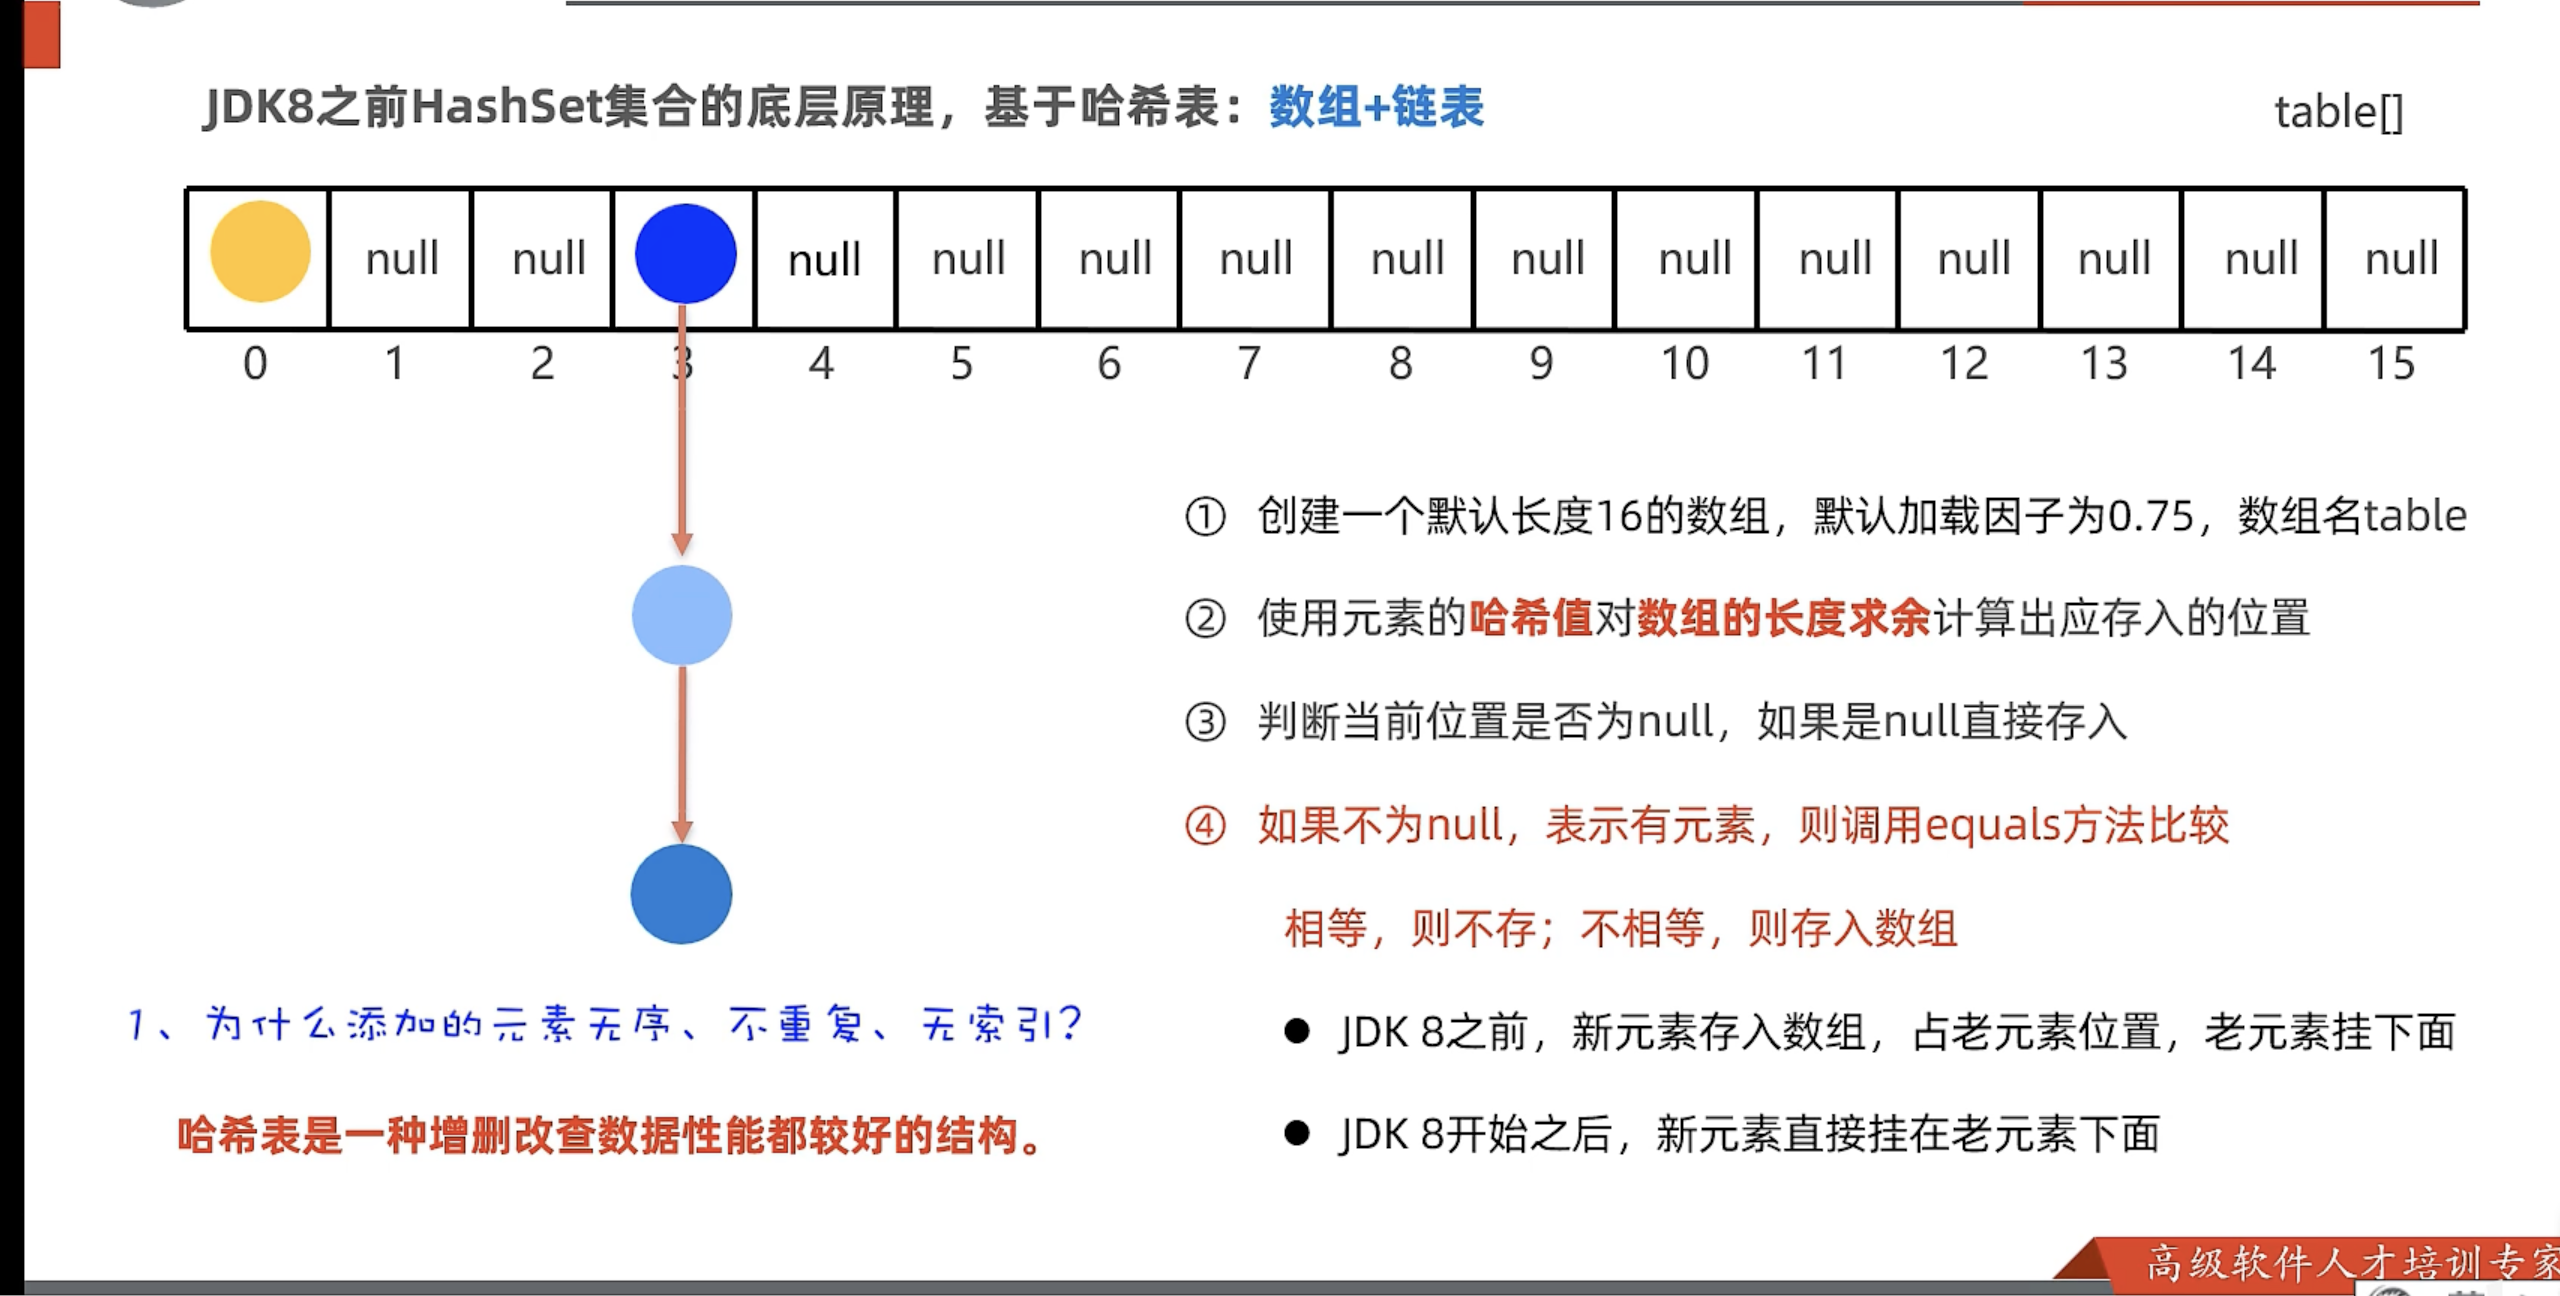 JDK8之前HashSet集合的底层原理，基于哈希表：数组+链表
table[]
null null null null null null null null null null null null null null
0 1 2 3 4 5 6 7 8 9 10 11 12 13 14 15
① 创建一个默认长度16的数组，默认加载因子为0.75，数组名table
② 使用元素的哈希值对数组的长度求余计算出应存入的位置
③ 判断当前位置是否为null，如果是null直接存入
④ 如果不为null，表示有元素，则调用equals方法比较
相等，则不存；不相等，则存入数组
● JDK 8之前，新元素存入数组，占老元素位置，老元素挂下面
● JDK 8开始之后，新元素直接挂在老元素下面
1、为什么添加的元素无序、不重复、无索引？
哈希表是一种增删改查数据性能都较好的结构。
高级软件人才培训专家